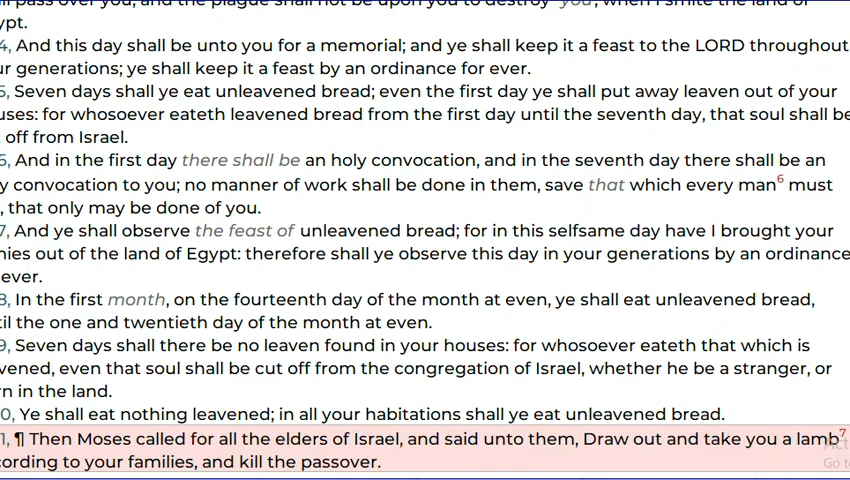 pass over you, and the plague shall not be upon you to destroy you, when I smite the land of
ypt.
4, And this day shall be unto you for a memorial; and ye shall keep it a feast to the LORD throughout
ur generations; ye shall keep it a feast by an ordinance for ever.
5, Seven days shall ye eat unleavened bread; even the first day ye shall put away leaven out of your
uses: for whosoever eateth leavened bread from the first day until the seventh day, that soul shall be
off from Israel.
6, And in the first day there shall be an holy convocation, and in the seventh day there shall be an
y convocation to you; no manner of work shall be done in them, save that which every man6 must
, that only may be done of you.
7, And ye shall observe the feast of unleavened bread; for in this selfsame day have I brought your
mies out of the land of Egypt: therefore shall ye observe this day in your generations by an ordinance
ever.
8, In the first month, on the fourteenth day of the month at even, ye shall eat unleavened bread,
til the one and twentieth day of the month at even.
9, Seven days shall there be no leaven found in your houses: for whosoever eateth that which is
vened, even that soul shall be cut off from the congregation of Israel, whether he be a stranger, or
rn in the land.
0, Ye shall eat nothing leavened; in all your habitations shall ye eat unleavened bread.
1, ¶ Then Moses called for all the elders of Israel, and said unto them, Draw out and take you a lamb7
cording to your families, and kill the passover.
Act
Go to